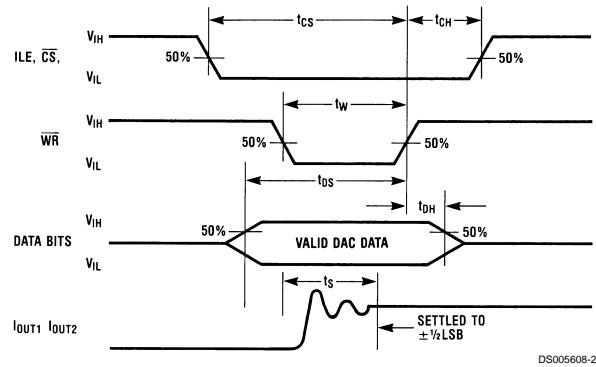 tCS
tCH
ILE, CS,
VIH
50%
50%
VIL
tW
WR
VIH
50%
50%
VIL
tDS
tDH
DATA BITS
VIH
50%
VALID DAC DATA
50%
VIL
tS
IOUT1 IOUT2
SETTLED TO
±½LSB
DS005608-2